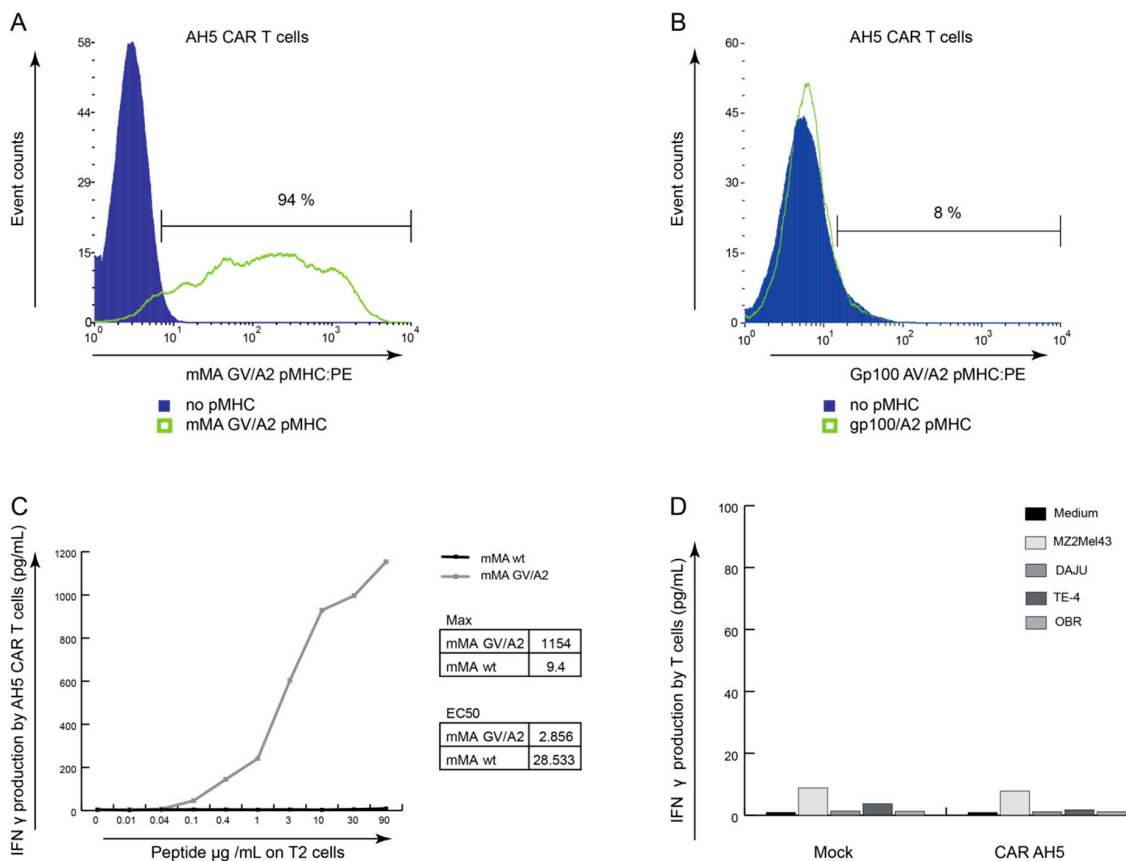 A
AH5 CAR T cells
Event counts
58
44
29
15
0
94 %
10^0 10^1 10^2 10^3 10^4
mMA GV/A2 pMHC:PE
no pMHC
mMA GV/A2 pMHC
B
AH5 CAR T cells
Event counts
60
45
30
15
0
8 %
10^0 10^1 10^2 10^3 10^4
Gp100 AV/A2 pMHC:PE
no pMHC
gp100/A2 pMHC
C
IFN γ production by AH5 CAR T cells (pg/mL)
1200
1000
800
600
400
200
0
0 0.01 0.04 0.1 0.4 1 3 10 30 90
Peptide µg /mL on T2 cells
mMA wt
mMA GV/A2
Max
mMA GV/A2 1154
mMA wt 9.4
EC50
mMA GV/A2 2.856
mMA wt 28.533
D
IFN γ production by T cells (pg/mL)
100
80
60
40
20
0
Medium
MZ2Mel43
DAJU
TE-4
OBR
Mock CAR AH5